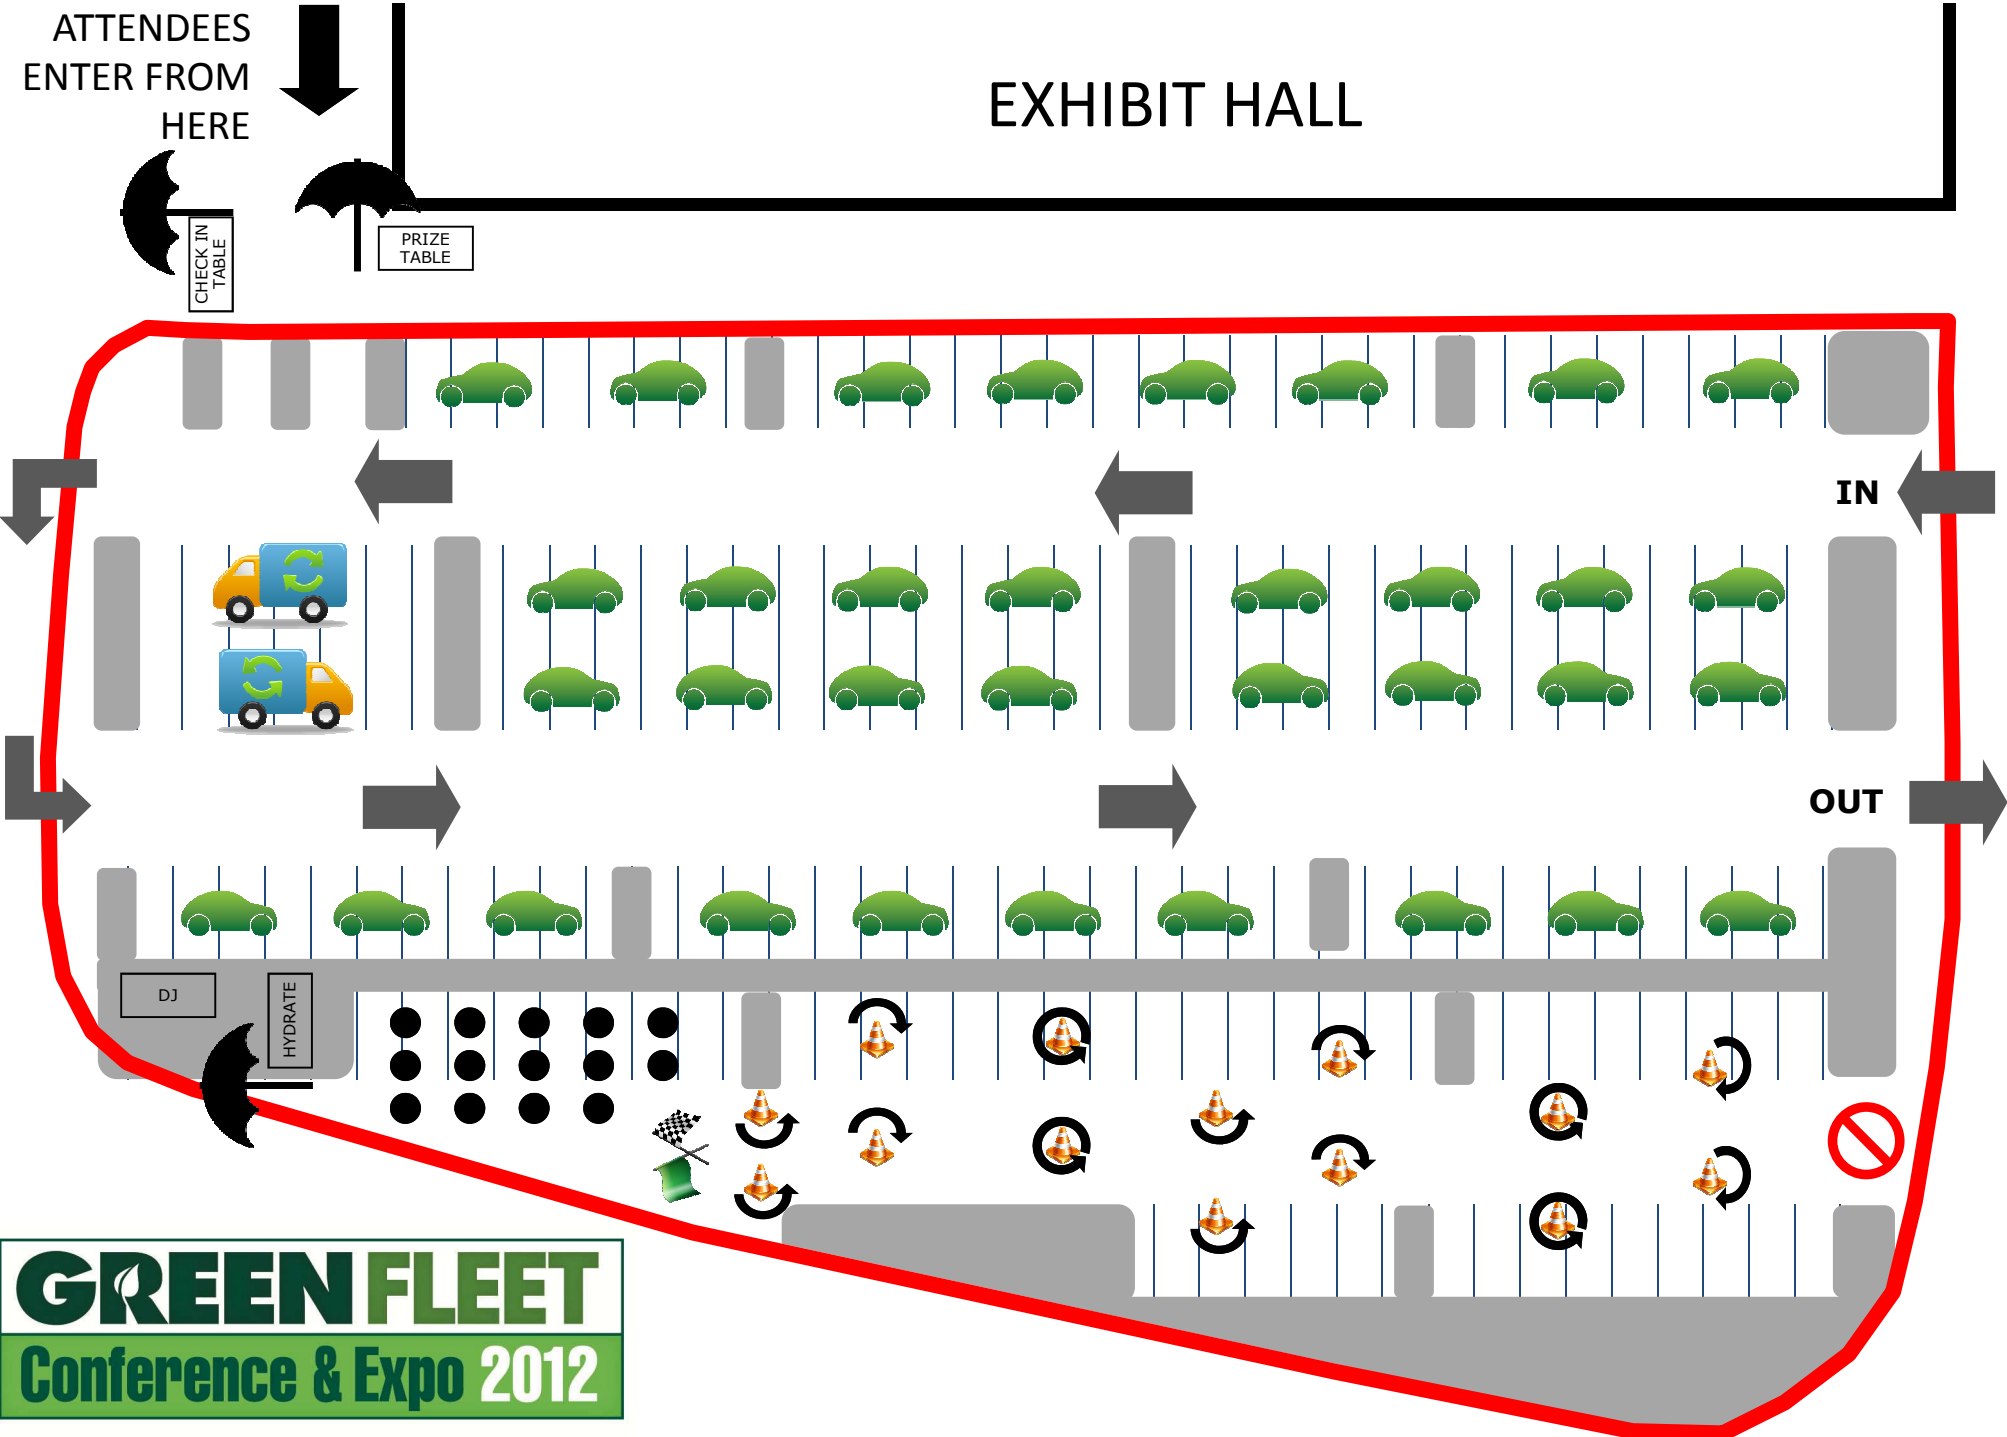 ATTENDEES
ENTER FROM
HERE
EXHIBIT HALL
CHECK IN
TABLE
PRIZE
TABLE
IN
OUT
DJ
HYDRATE
GREEN FLEET
Conference & Expo 2012